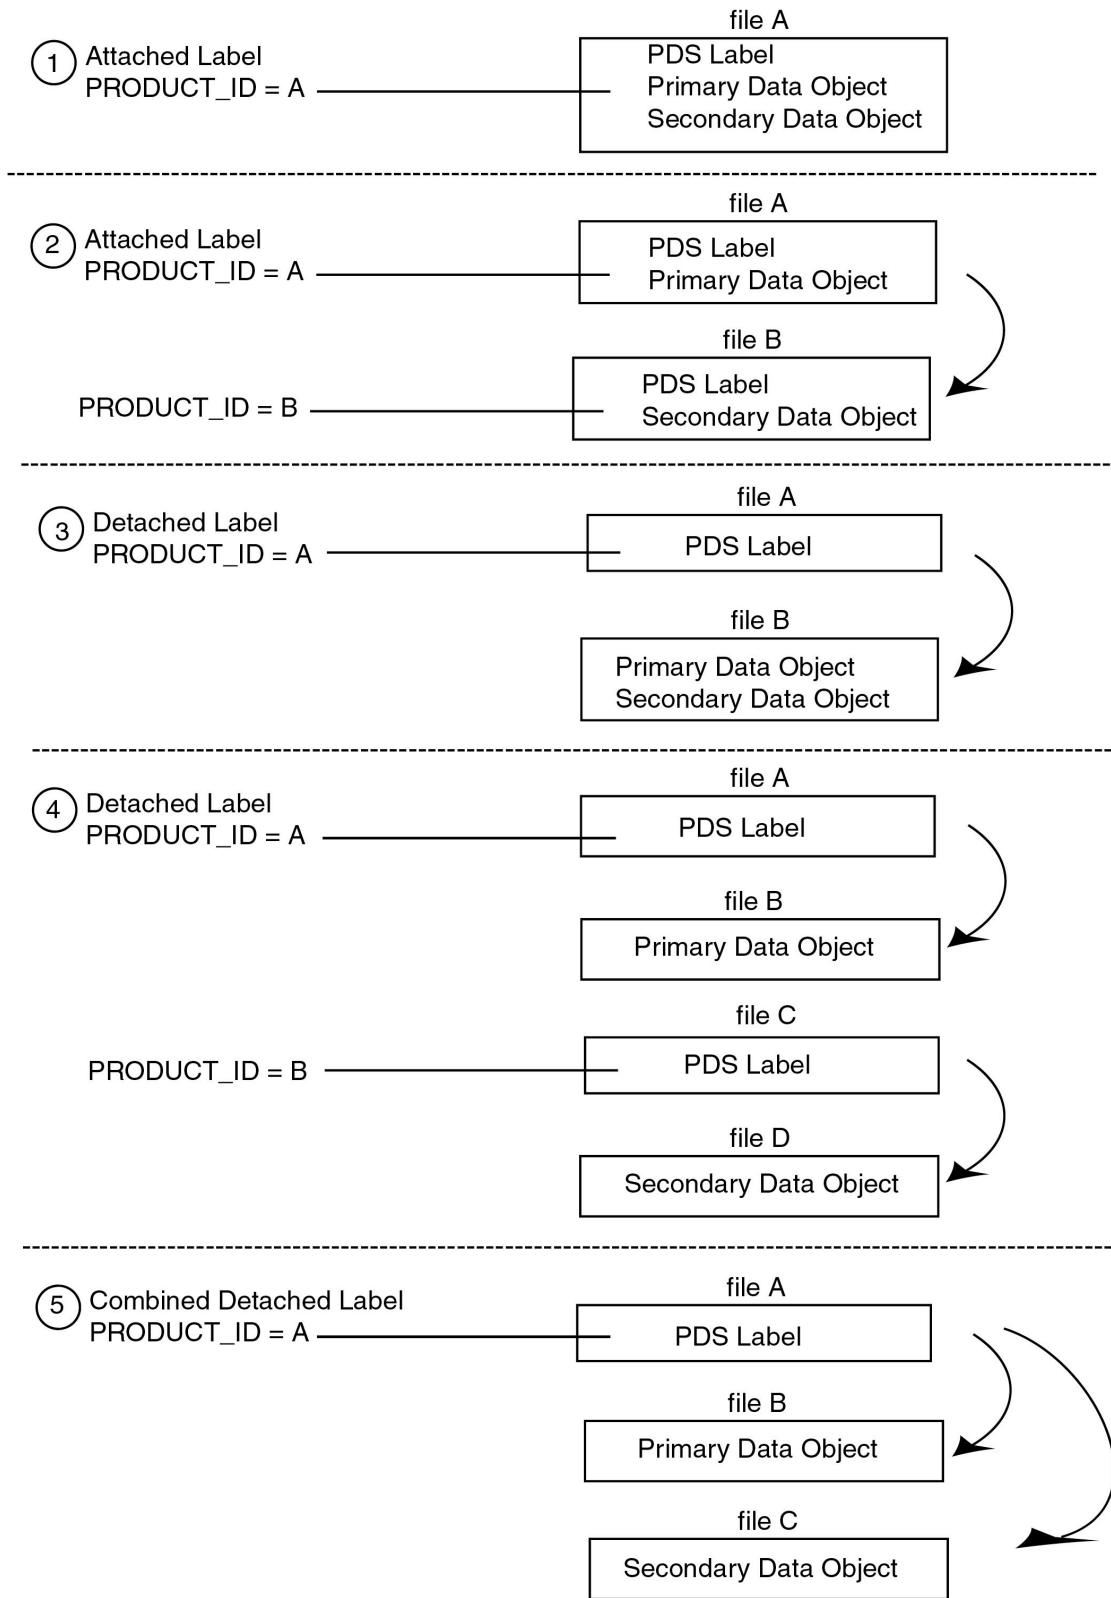 file A
1 Attached Label
PRODUCT_ID = A
PDS Label
Primary Data Object
Secondary Data Object
file A
2 Attached Label
PRODUCT_ID = A
PDS Label
Primary Data Object
file B
PRODUCT_ID = B
PDS Label
Secondary Data Object
file A
3 Detached Label
PRODUCT_ID = A
PDS Label
file B
Primary Data Object
Secondary Data Object
file A
4 Detached Label
PRODUCT_ID = A
PDS Label
file B
Primary Data Object
file C
PRODUCT_ID = B
PDS Label
file D
Secondary Data Object
file A
5 Combined Detached Label
PRODUCT_ID = A
PDS Label
file B
Primary Data Object
file C
Secondary Data Object